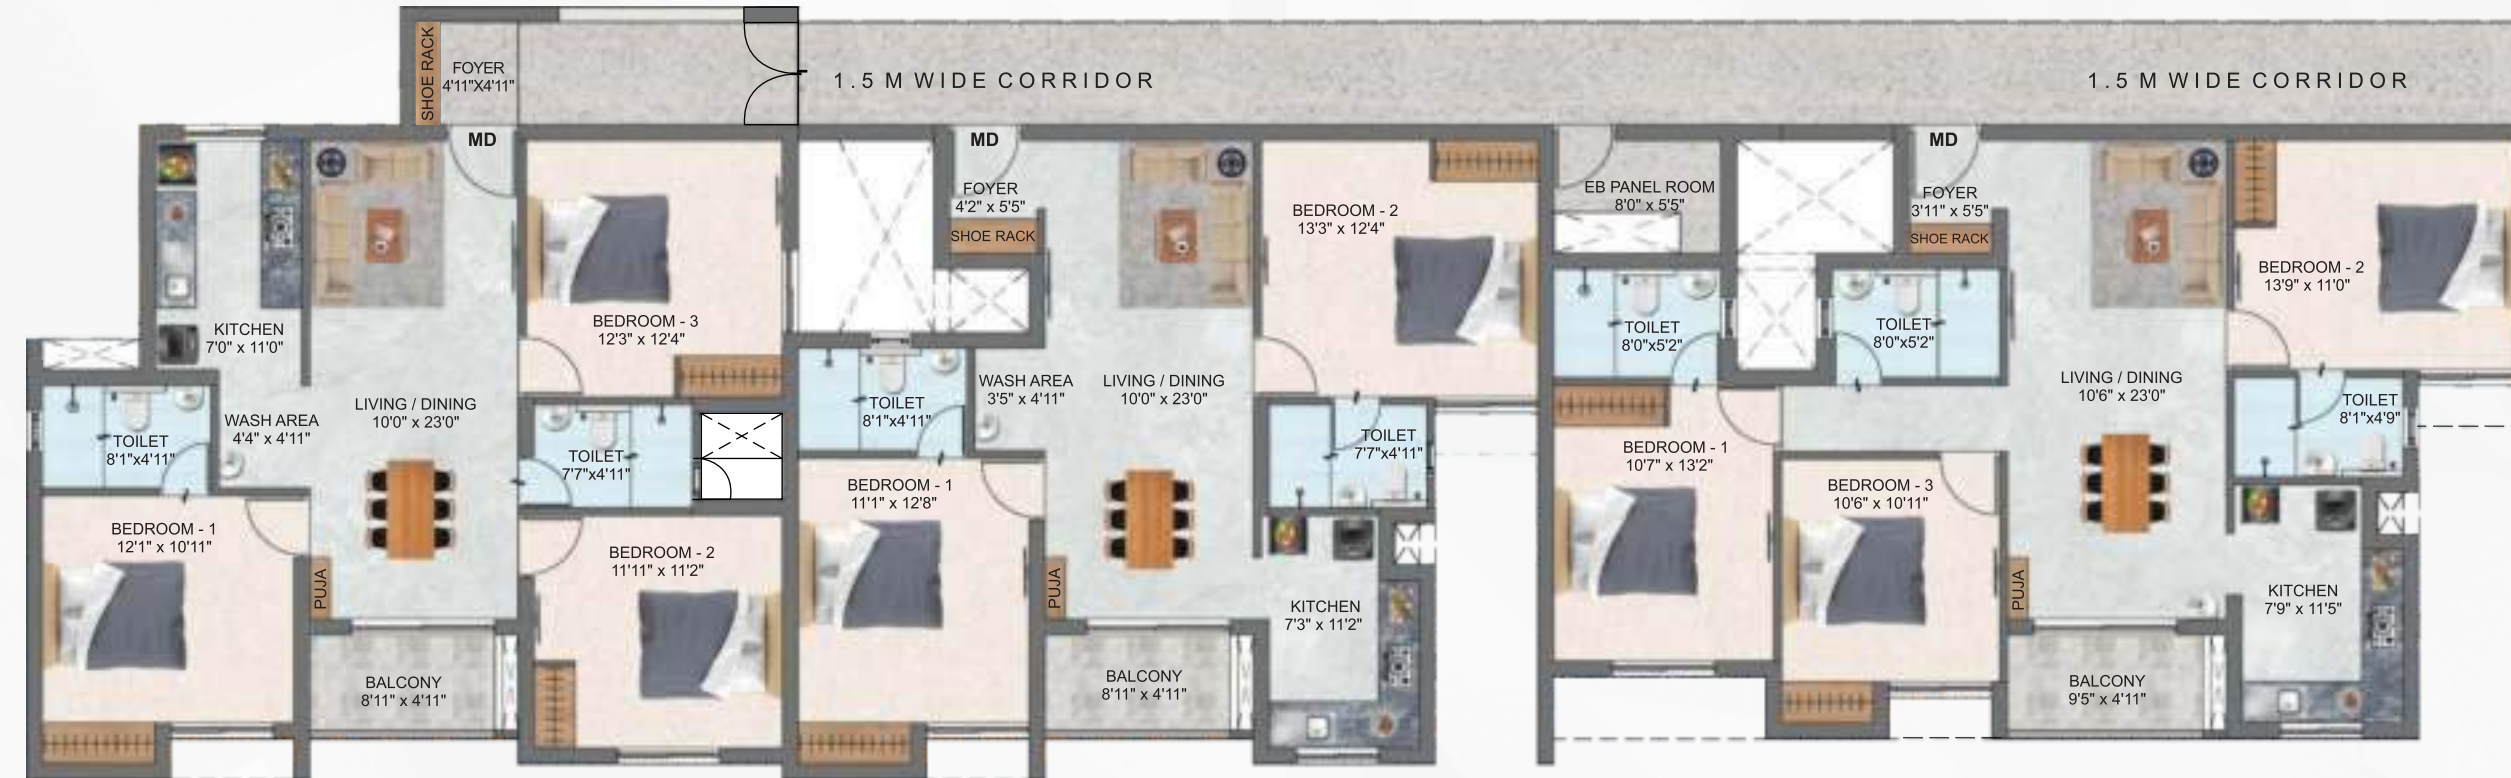 SHOE RACK
FOYER
4'11"X4'11"
1.5 M WIDE CORRIDOR
1.5 M WIDE CORRIDOR
MD
MD
MD
KITCHEN
7'0" x 11'0"
BEDROOM - 3
12'3" x 12'4"
FOYER
4'2" x 5'5"
SHOE RACK
BEDROOM - 2
13'3" x 12'4"
EB PANEL ROOM
8'0" x 5'5"
FOYER
3'11" x 5'5"
SHOE RACK
BEDROOM - 2
13'9" x 11'0"
TOILET
8'0"x5'2"
TOILET
8'0"x5'2"
WASH AREA
4'4" x 4'11"
LIVING / DINING
10'0" x 23'0"
TOILET
8'1"x4'11"
WASH AREA
3'5" x 4'11"
LIVING / DINING
10'0" x 23'0"
LIVING / DINING
10'6" x 23'0"
TOILET
8'1"x4'9"
TOILET
8'1"x4'11"
TOILET
7'7"x4'11"
TOILET
7'7"x4'11"
BEDROOM - 1
10'7" x 13'2"
BEDROOM - 1
12'1" x 10'11"
BEDROOM - 2
11'11" x 11'2"
BEDROOM - 1
11'1" x 12'8"
BEDROOM - 3
10'6" x 10'11"
PUJA
PUJA
PUJA
KITCHEN
7'3" x 11'2"
KITCHEN
7'9" x 11'5"
BALCONY
8'11" x 4'11"
BALCONY
8'11" x 4'11"
BALCONY
9'5" x 4'11"